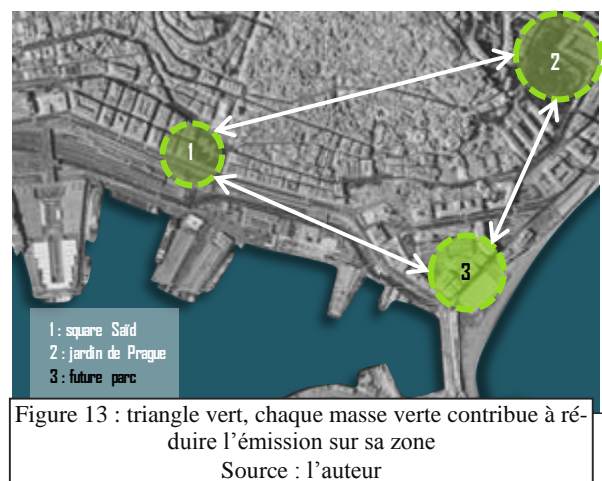 2
1
3
1 : square Saïd
2 : jardin de Prague
3 : future parc
Figure 13 : triangle vert, chaque masse verte contribue à ré-
duire l’émission sur sa zone
Source : l’auteur